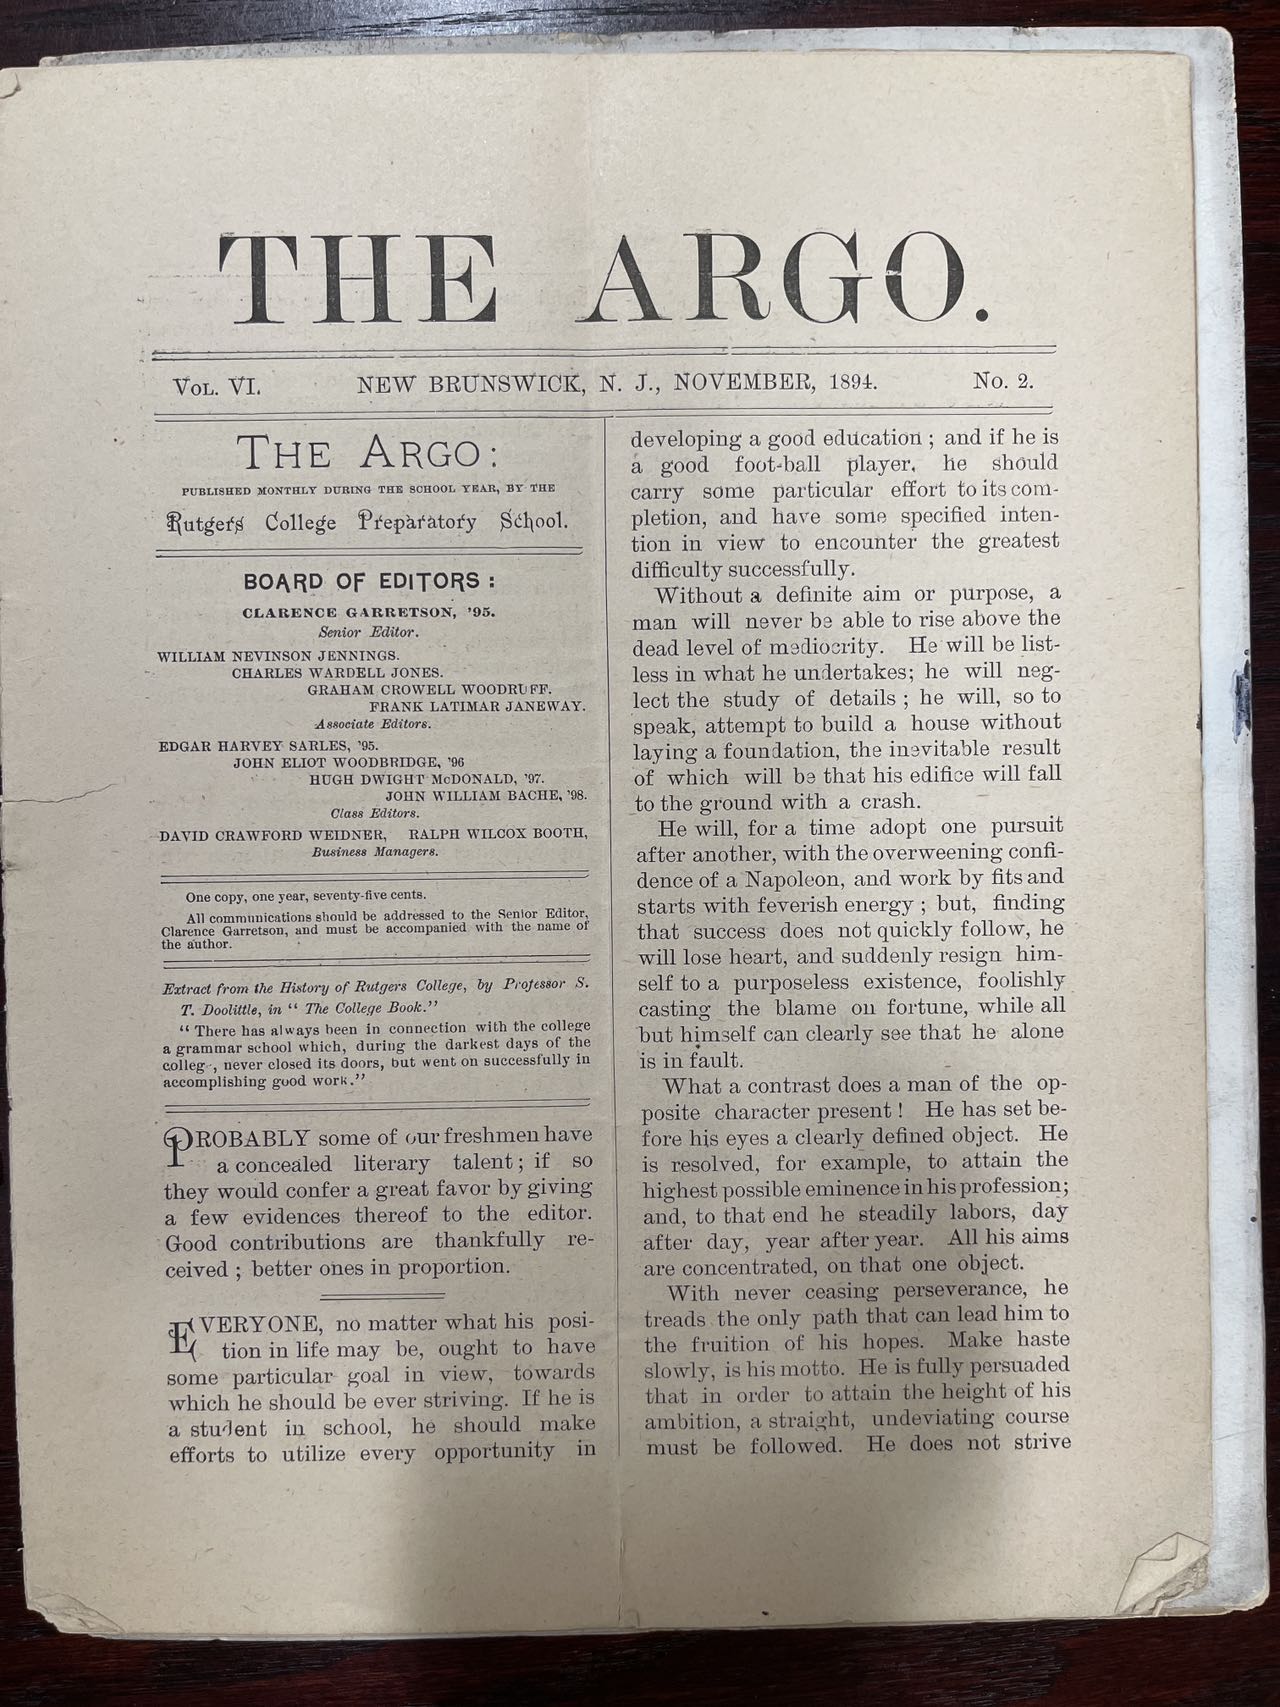 THE ARGO.
VOL. VI. NEW BRUNSWICK, N. J., NOVEMBER, 1894. No. 2.
THE ARGO:
PUBLISHED MONTHLY DURING THE SCHOOL YEAR, BY THE
Rutgers College Preparatory School.
BOARD OF EDITORS:
CLARENCE GARRETSON, '95.
Senior Editor.
WILLIAM NEVINSON JENNINGS.
CHARLES WARDELL JONES.
GRAHAM CROWELL WOODRUFF.
FRANK LATIMAR JANEWAY.
Associate Editors.
EDGAR HARVEY SARLES, '95.
JOHN ELIOT WOODBRIDGE, '96
HUGH DWIGHT McDONALD, '97.
JOHN WILLIAM BACHE, '98.
Class Editors.
DAVID CRAWFORD WEIDNER, RALPH WILCOX BOOTH,
Business Managers.
One copy, one year, seventy-five cents.
All communications should be addressed to the Senior Editor,
Clarence Garretson, and must be accompanied with the name of
the author.
Extract from the History of Rutgers College, by Professor S.
T. Doolittle, in "The College Book."
"There has always been in connection with the college
a grammar school which, during the darkest days of the
colleg , never closed its doors, but went on successfully in
accomplishing good work."
PROBABLY some of our freshmen have
a concealed literary talent; if so
they would confer a great favor by giving
a few evidences thereof to the editor.
Good contributions are thankfully re-
ceived; better ones in proportion.
EVERYONE, no matter what his posi-
tion in life may be, ought to have
some particular goal in view, towards
which he should be ever striving. If he is
a student in school, he should make
efforts to utilize every opportunity in
developing a good education; and if he is
a good foot-ball player, he should
carry some particular effort to its com-
pletion, and have some specified inten-
tion in view to encounter the greatest
difficulty successfully.
Without a definite aim or purpose, a
man will never be able to rise above the
dead level of mediocrity. He will be list-
less in what he undertakes; he will neg-
lect the study of details; he will, so to
speak, attempt to build a house without
laying a foundation, the inevitable result
of which will be that his edifice will fall
to the ground with a crash.
He will, for a time adopt one pursuit
after another, with the overweening confi-
dence of a Napoleon, and work by fits and
starts with feverish energy; but, finding
that success does not quickly follow, he
will lose heart, and suddenly resign him-
self to a purposeless existence, foolishly
casting the blame on fortune, while all
but himself can clearly see that he alone
is in fault.
What a contrast does a man of the op-
posite character present! He has set be-
fore his eyes a clearly defined object. He
is resolved, for example, to attain the
highest possible eminence in his profession;
and, to that end he steadily labors, day
after day, year after year. All his aims
are concentrated, on that one object.
With never ceasing perseverance, he
treads the only path that can lead him to
the fruition of his hopes. Make haste
slowly, is his motto. He is fully persuaded
that in order to attain the height of his
ambition, a straight, undeviating course
must be followed. He does not strive